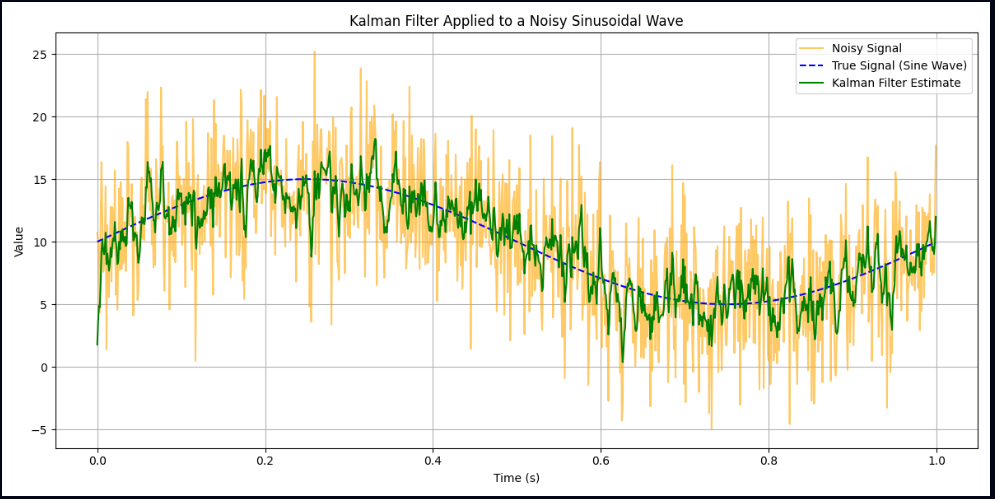 Kalman Filter Applied to a Noisy Sinusoidal Wave
Noisy Signal
True Signal (Sine Wave)
Kalman Filter Estimate
25
20
15
10
5
0
−5
Value
0.0 0.2 0.4 0.6 0.8 1.0
Time (s)